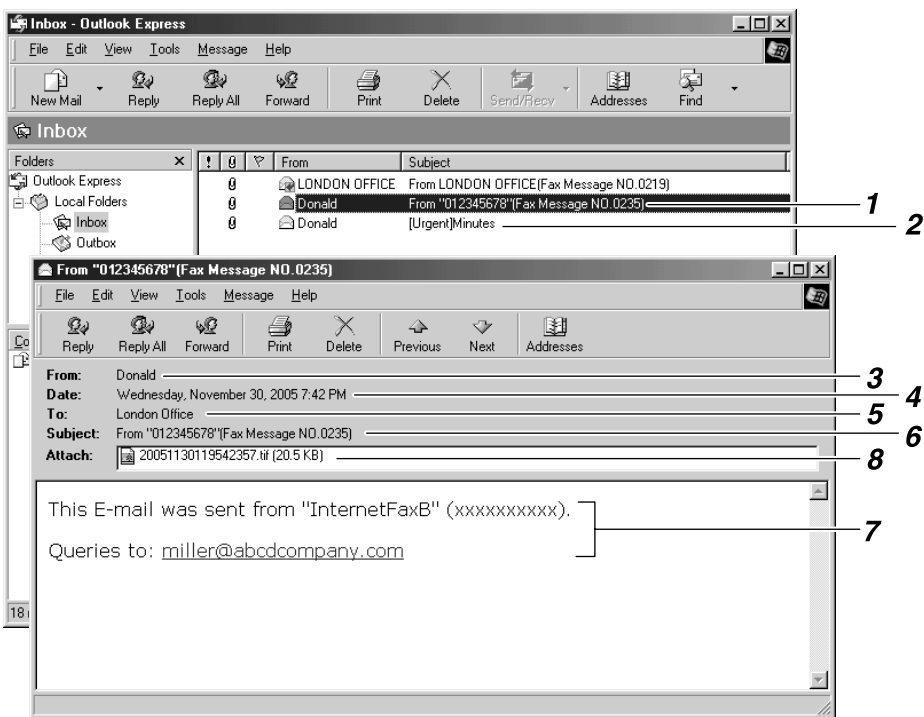 Inbox - Outlook Express
File Edit View Tools Message Help
New Mail Reply Reply All Forward Print Delete Send/Recv Addresses Find
Inbox
Folders × ! From Subject
Outlook Express LONDON OFFICE From LONDON OFFICE(Fax Message NO.0219)
Local Folders Donald From "012345678"(Fax Message NO.0235) 1
Inbox Donald [Urgent]Minutes 2
Outbox
From "012345678"(Fax Message NO.0235)
File Edit View Tools Message Help
Co
Reply Reply All Forward Print Delete Previous Next Addresses
From: Donald 3
Date: Wednesday, November 30, 2005 7:42 PM 4
To: London Office 5
Subject: From "012345678"(Fax Message NO.0235) 6
Attach: 20051130119542357.tif (20.5 KB) 8
This E-mail was sent from "InternetFaxB" (xxxxxxxxxx).
7
Queries to: miller@abcdcompany.com
18